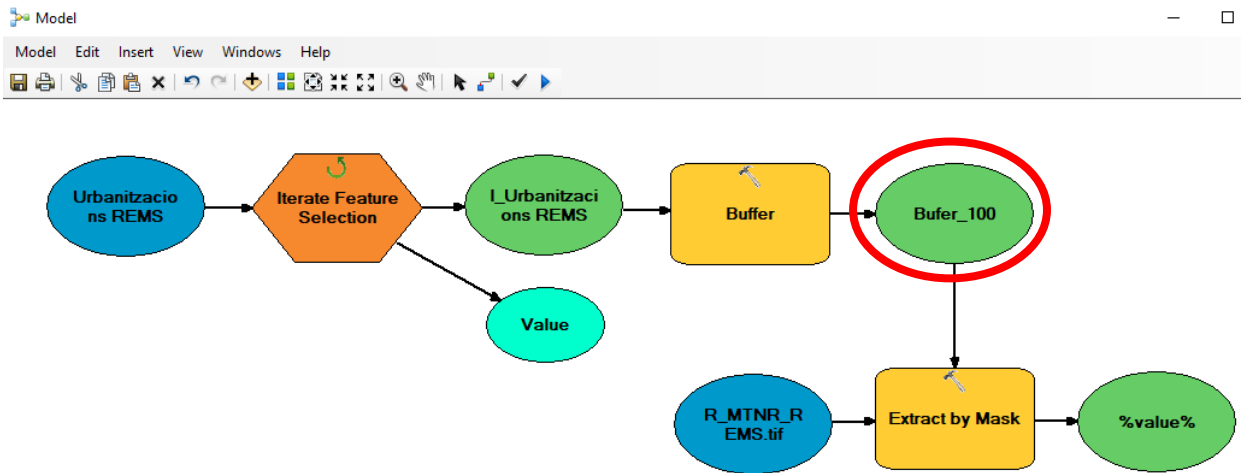 Model
Model Edit Insert View Windows Help
Urbanitzacio
ns REMS
Iterate Feature
Selection
I_Urbanitzaci
ons REMS
Buffer
Bufer_100
Value
R_MTNR_R
EMS.tif
Extract by Mask
%value%